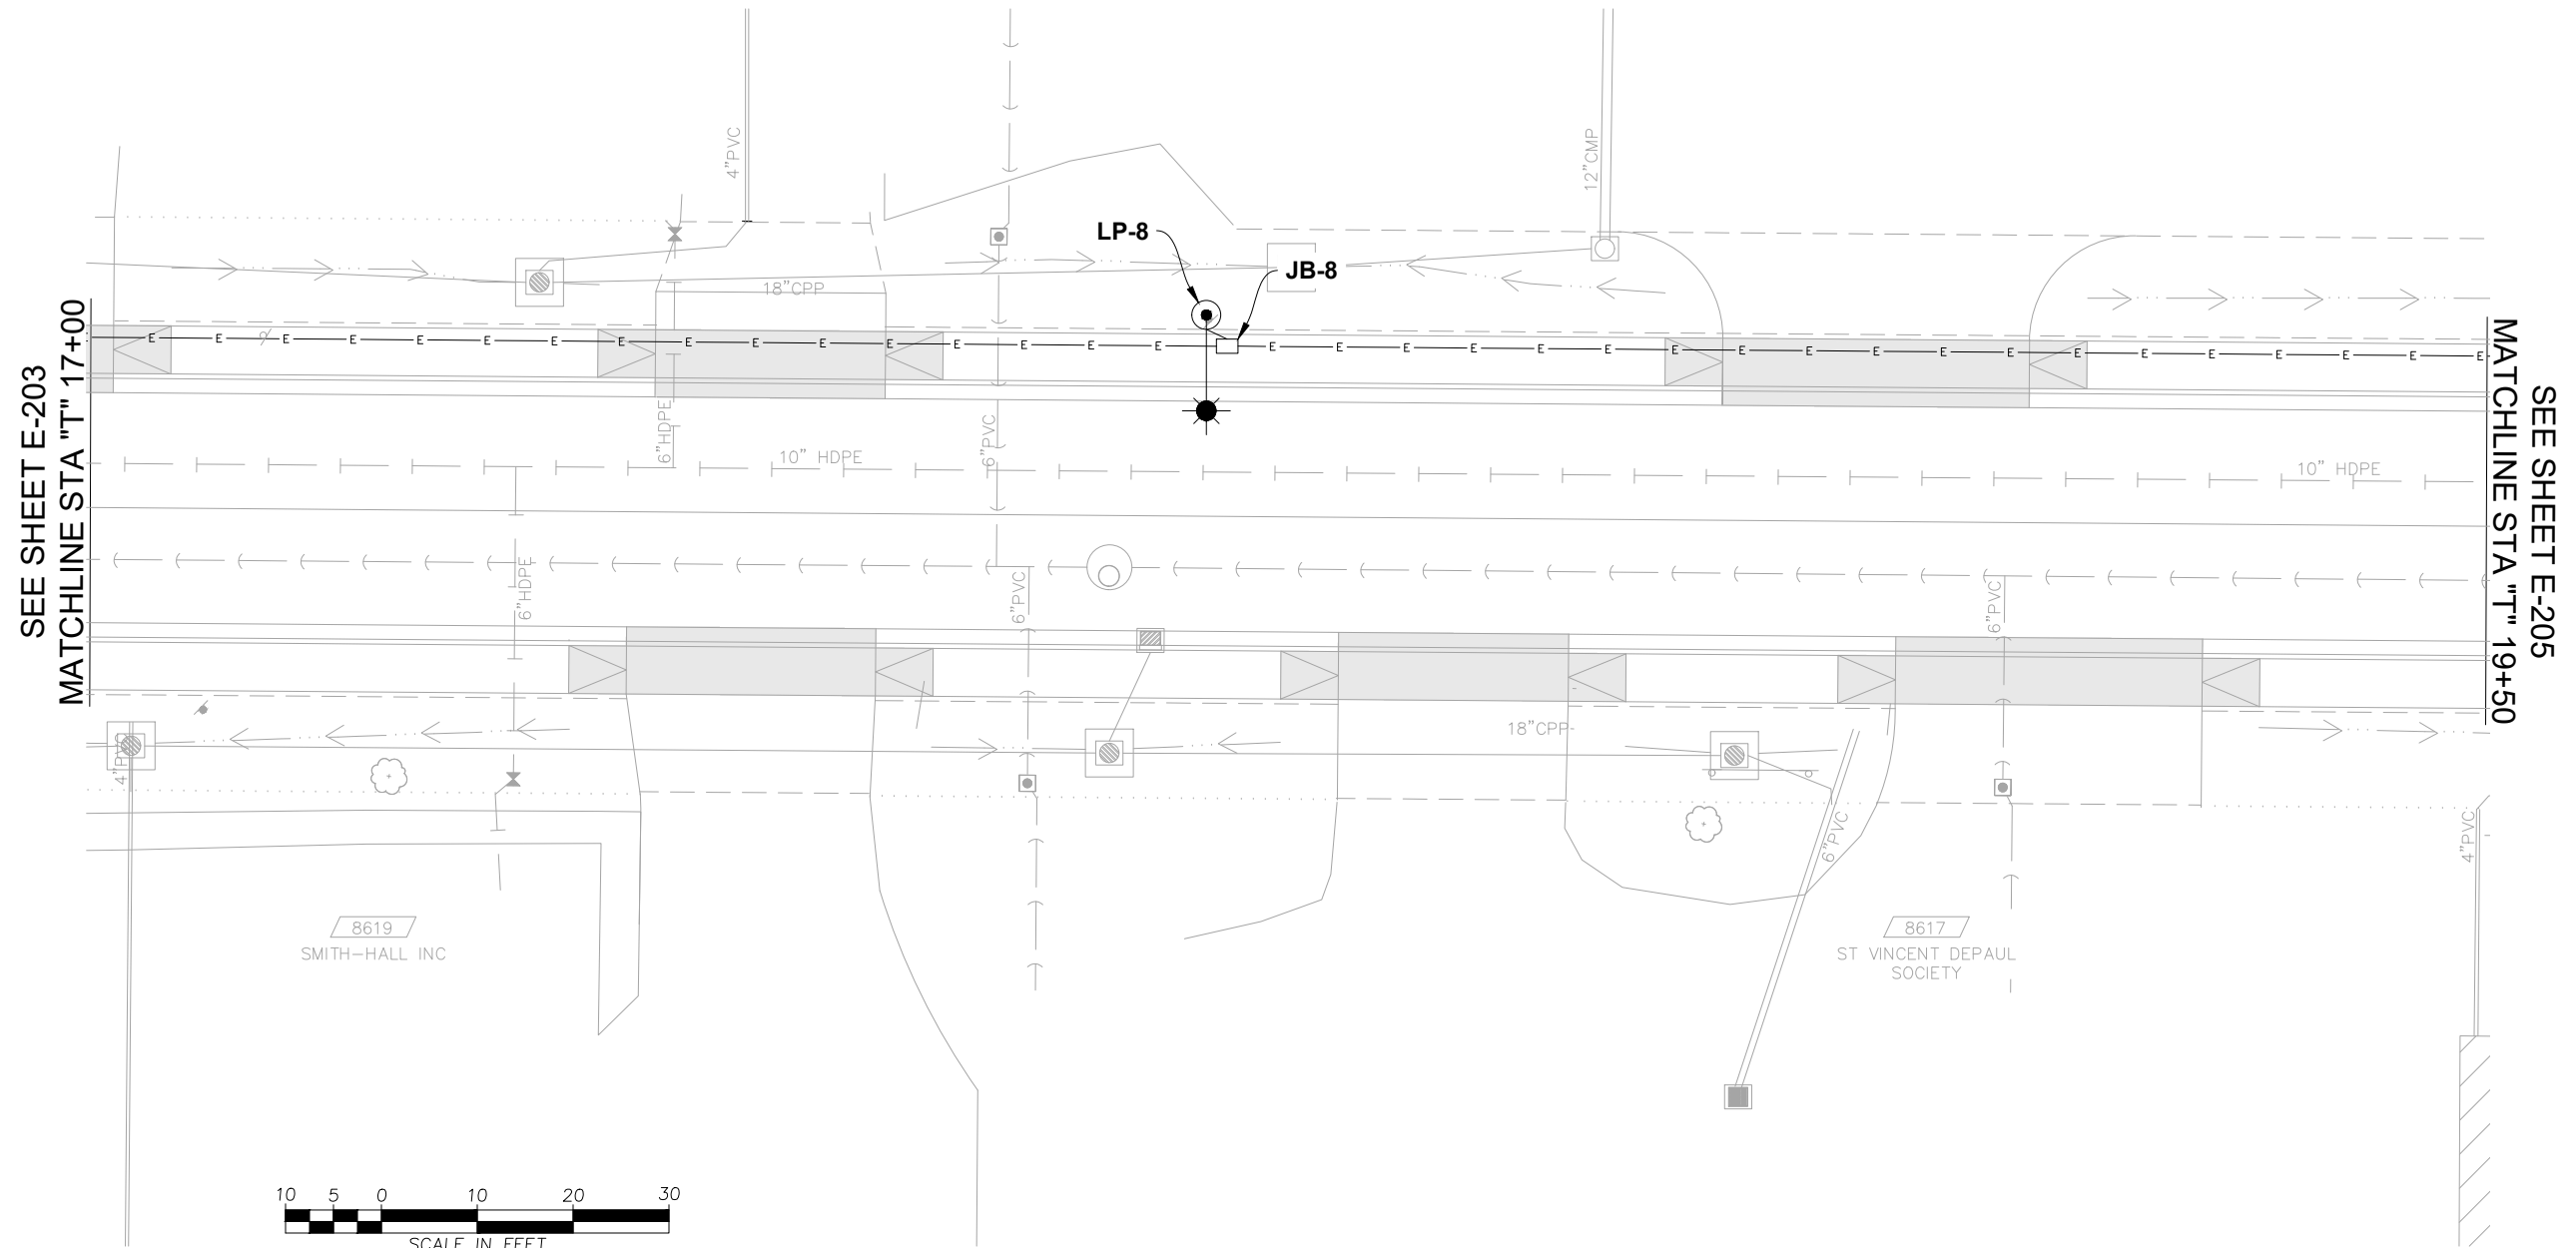 4"PVC
12"CMP
LP-8
JB-8
18"CPP
SEE SHEET E-203
MATCHLINE STA "T" 17+00
E E E E E E E E E E E E E E E E E E E E E E E E E E E E E E E E E E E
SEE SHEET E-205
MATCHLINE STA "T" 19+50
6"HDPE
6"PVC
10" HDPE
10" HDPE
6"HDPE
6"PVC
6"PVC
18"CPP
4"PVC
6"PVC
4"PVC
8619
SMITH-HALL INC
8617
ST VINCENT DEPAUL
SOCIETY
10 5 0 10 20 30
SCALE IN FEET